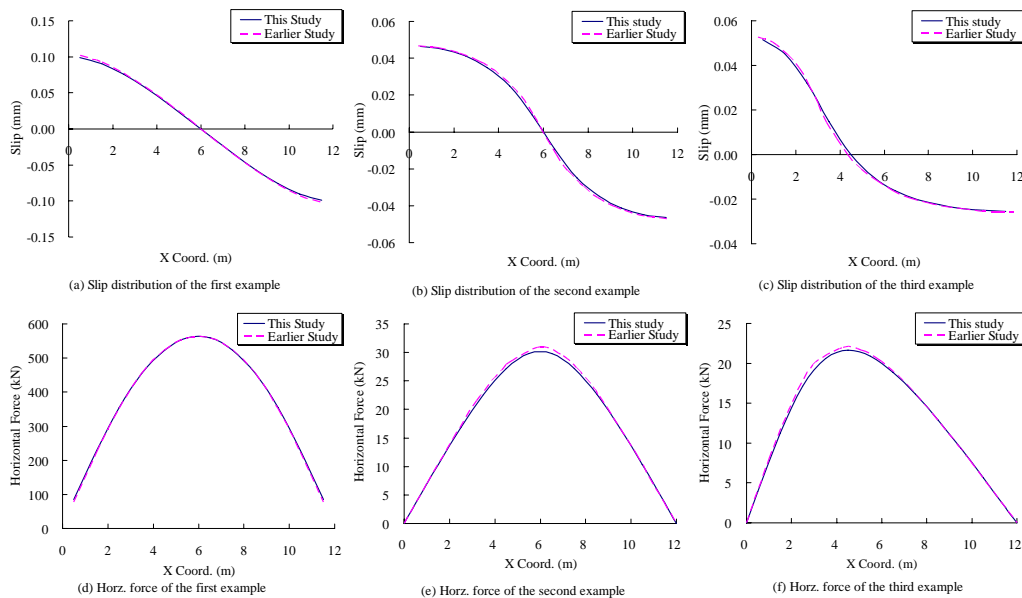 This Study
Earlier Study
0.15
0.10
0.05
0.00
-0.05
-0.10
-0.15
0 2 4 6 8 10 12
Slip (mm)
X Coord. (m)
(a) Slip distribution of the first example
This Study
Earlier Study
0.06
0.04
0.02
0.00
-0.02
-0.04
-0.06
0 2 4 6 8 10 12
Slip (mm)
X Coord. (m)
(b) Slip distribution of the second example
This study
Earlier Study
0.06
0.04
0.02
0.00
-0.02
-0.04
0 2 4 6 8 10 12
Slip (mm)
X Coord. (m)
(c) Slip distribution of the third example
This Study
Earlier Study
600
500
400
300
200
100
0
0 2 4 6 8 10 12
Horizontal Force (kN)
X Coord. (m)
(d) Horz. force of the first example
This study
Earlier Study
35
30
25
20
15
10
5
0
0 2 4 6 8 10 12
Horizontal Force (kN)
X Coord. (m)
(e) Horz. force of the second example
This study
Earlier Study
25
20
15
10
5
0
0 2 4 6 8 10 12
Horizontal Force (kN)
X Coord. (m)
(f) Horz. force of the third example